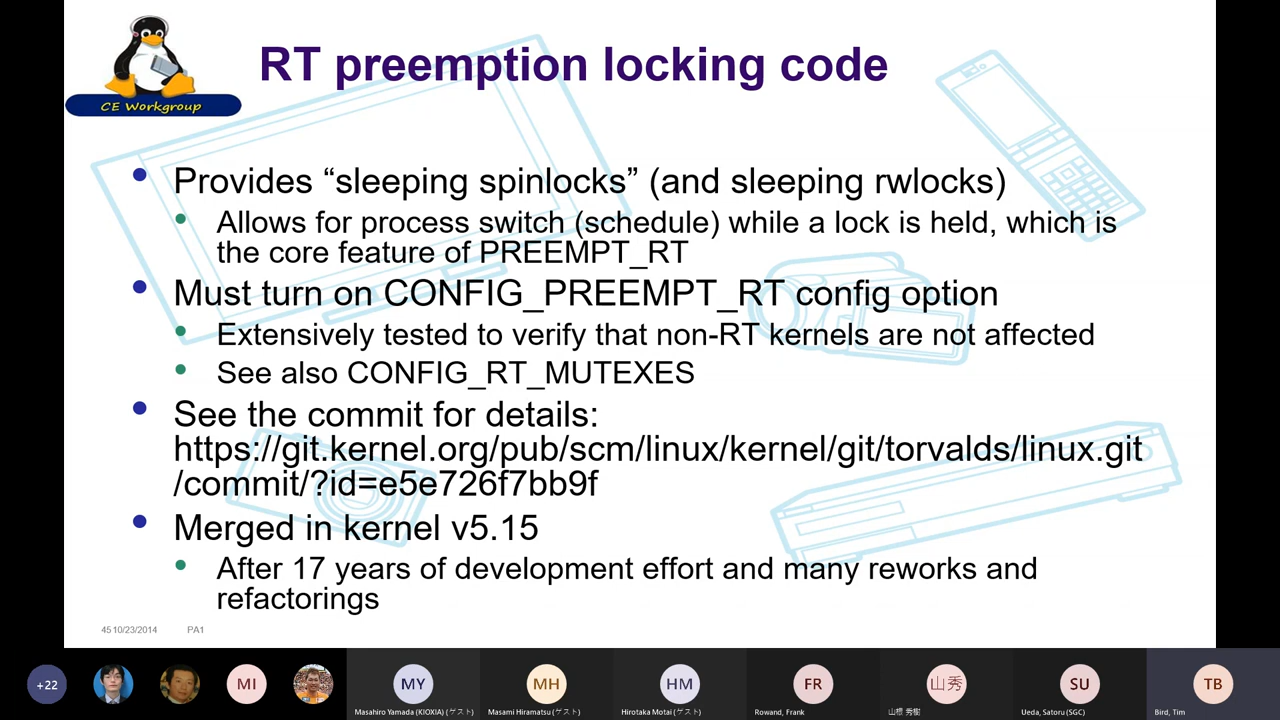 RT preemption locking code
CE Workgroup
Provides “sleeping spinlocks” (and sleeping rwlocks)
Allows for process switch (schedule) while a lock is held, which is
the core feature of PREEMPT_RT
Must turn on CONFIG_PREEMPT_RT config option
Extensively tested to verify that non-RT kernels are not affected
See also CONFIG_RT_MUTEXES
See the commit for details:
https://git.kernel.org/pub/scm/linux/kernel/git/torvalds/linux.git
/commit/?id=e5e726f7bb9f
Merged in kernel v5.15
After 17 years of development effort and many reworks and
refactorings
45 10/23/2014 PA1
+22 MI MY MH HM FR 山秀 SU TB
Masahiro Yamada (KIOXIA) (ゲスト) Masami Hiramatsu (ゲスト) Hirotaka Motai (ゲスト) Rowand, Frank 山根 秀樹 Ueda, Satoru (SGC) Bird, Tim